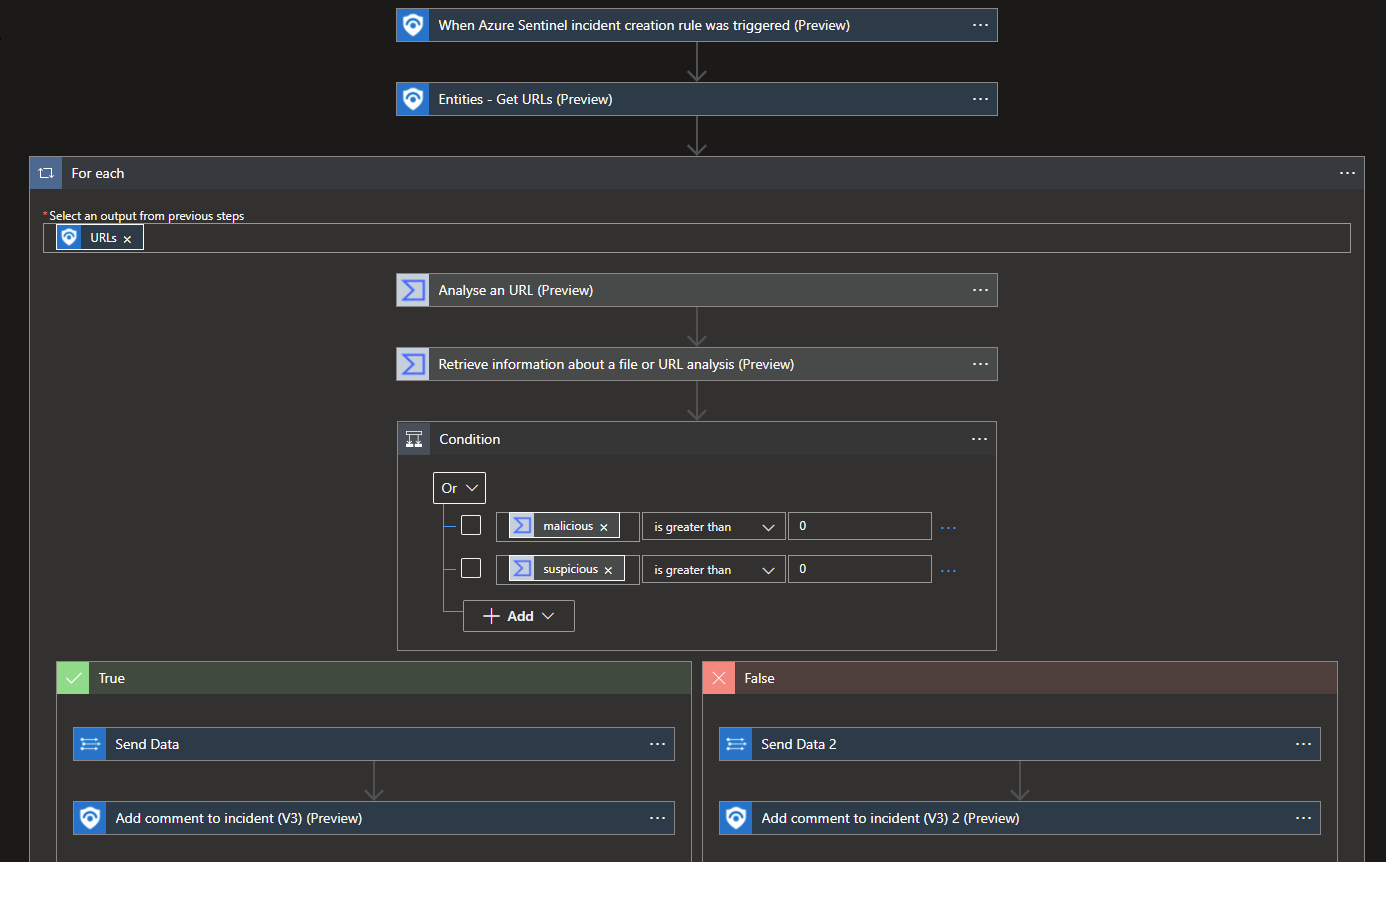 When Azure Sentinel incident creation rule was triggered (Preview)
Entities - Get URLs (Preview)
For each
*Select an output from previous steps
URLs
Analyse an URL (Preview)
Retrieve information about a file or URL analysis (Preview)
Condition
Or
malicious is greater than 0
suspicious is greater than 0
Add
True
False
Send Data
Send Data 2
Add comment to incident (V3) (Preview)
Add comment to incident (V3) 2 (Preview)